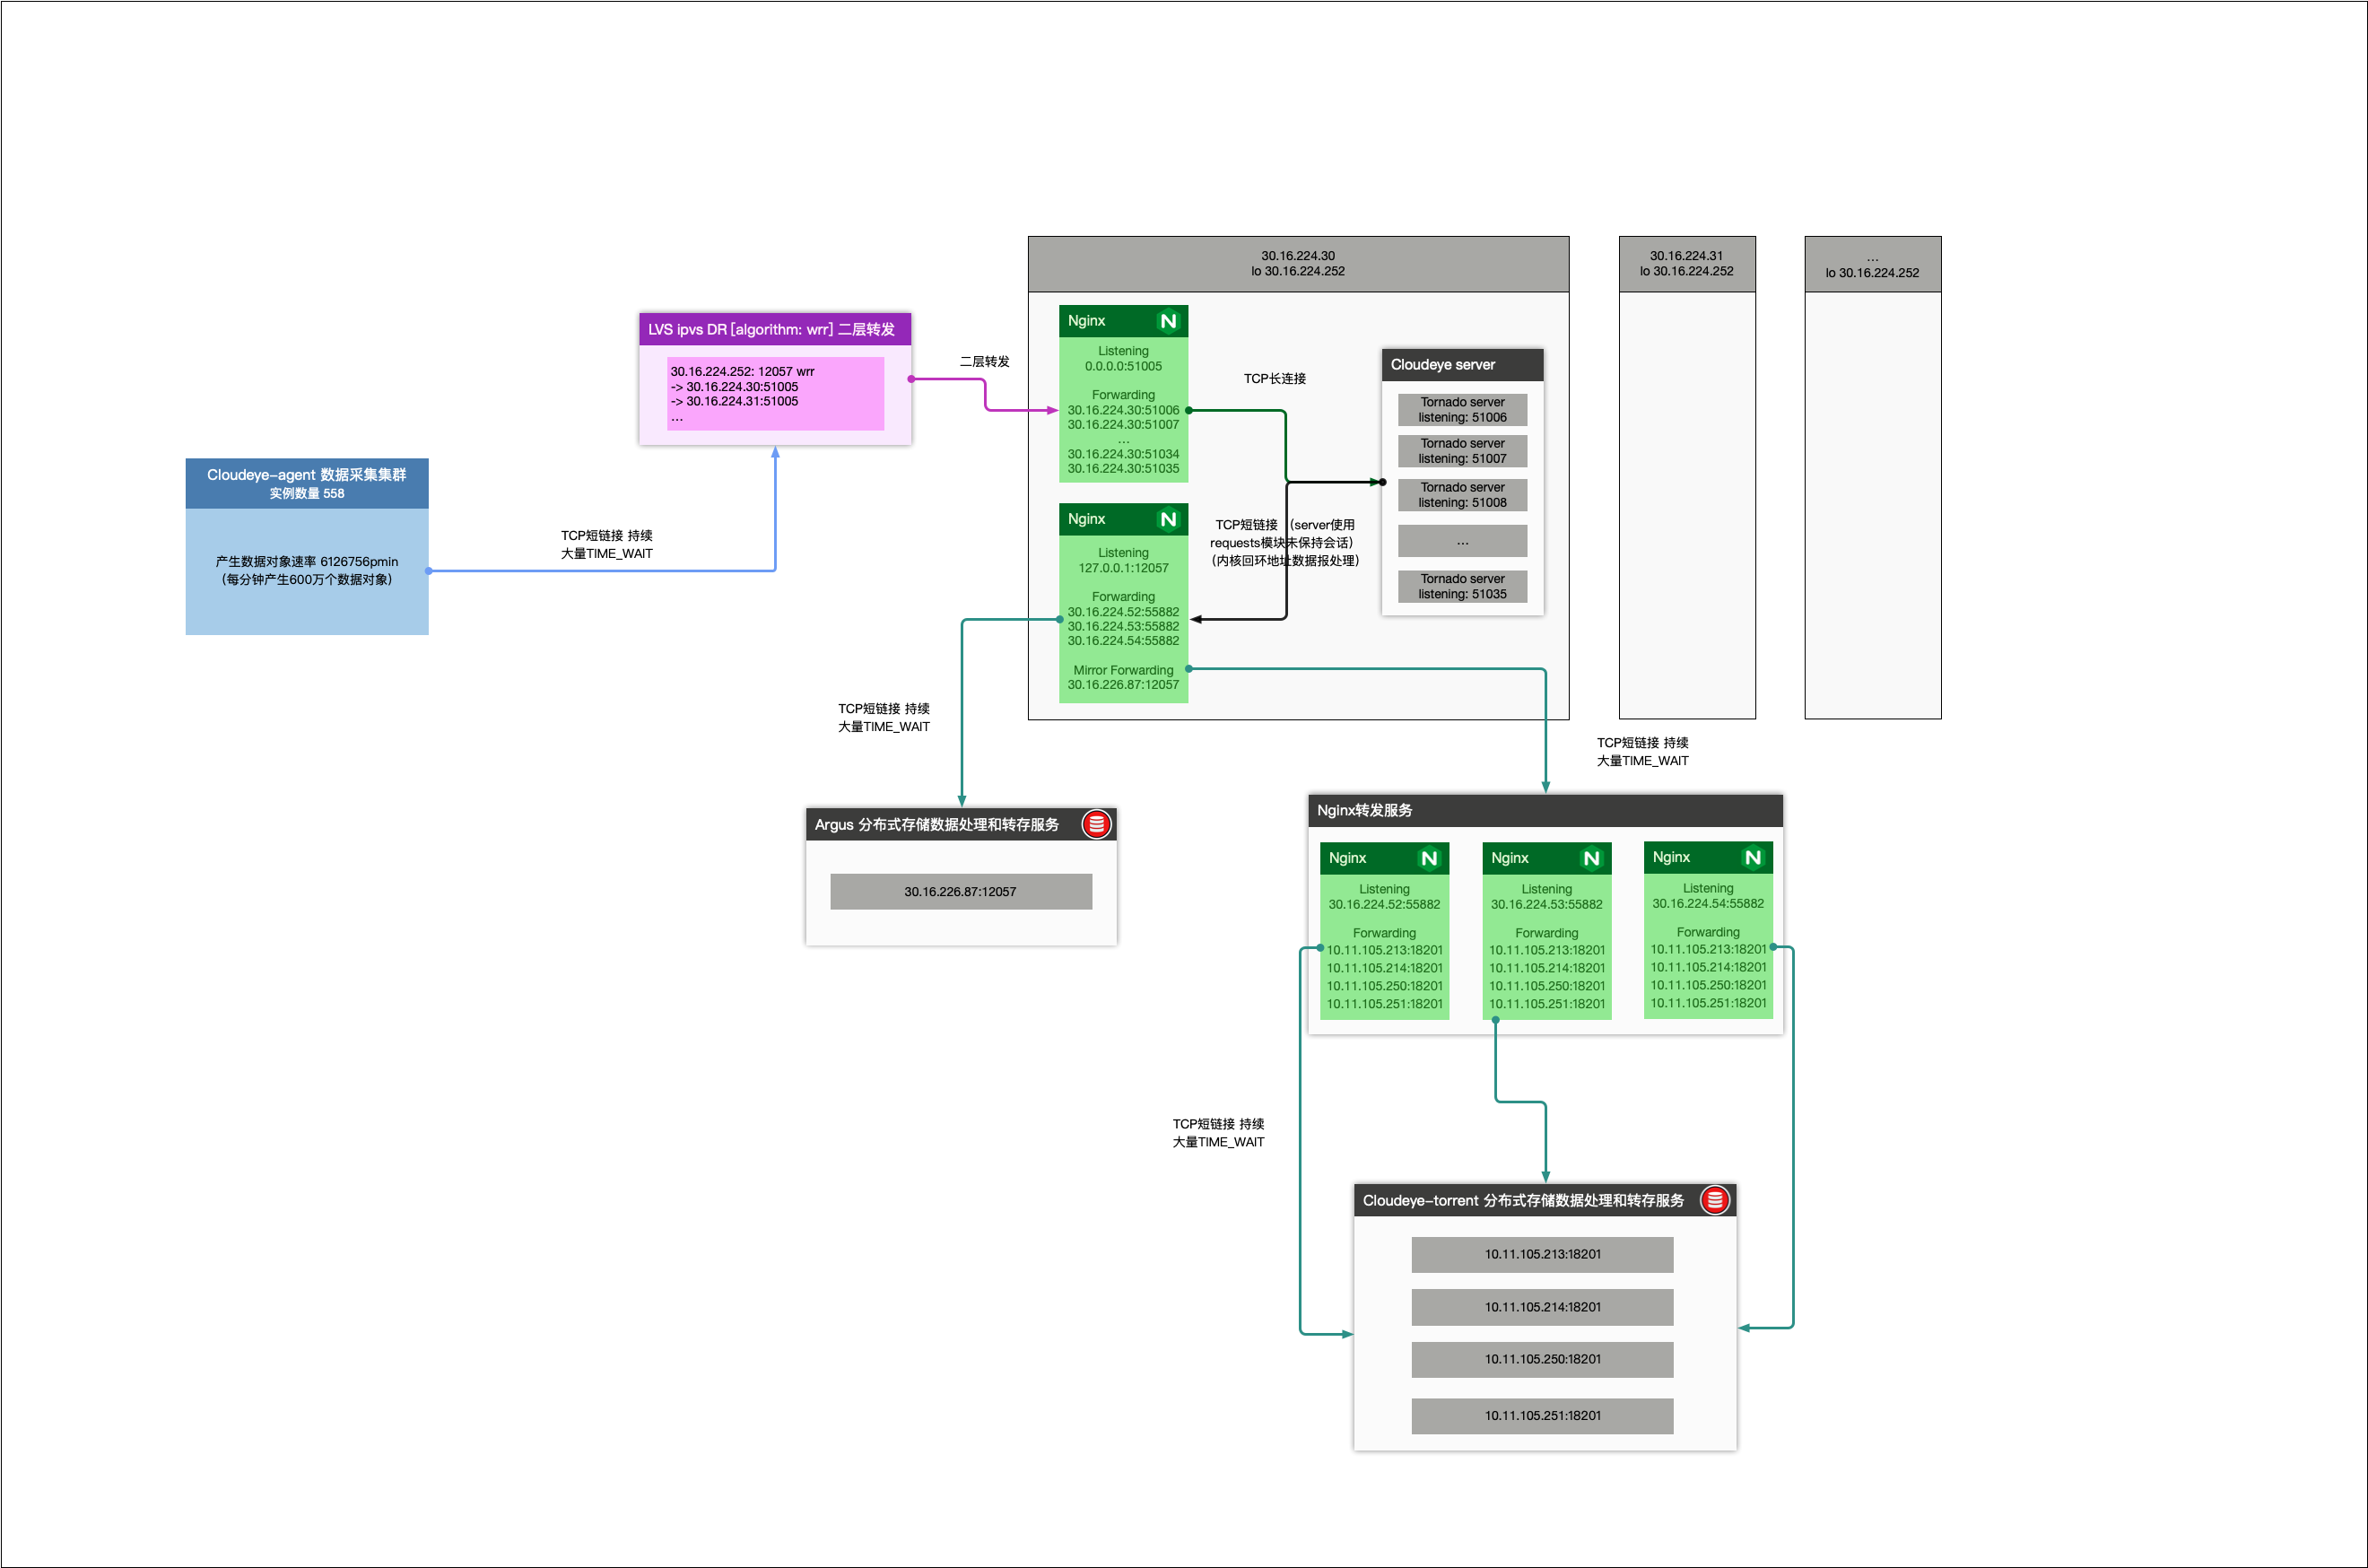 30.16.224.30
lo 30.16.224.252
30.16.224.31
lo 30.16.224.252
...
lo 30.16.224.252
LVS ipvs DR [algorithm: wrr] 二层转发
30.16.224.252: 12057 wrr
-> 30.16.224.30:51005
-> 30.16.224.31:51005
...
二层转发
Cloudeye-agent 数据采集集群
实例数量 558
产生数据对象速率 6126756pmin
（每分钟产生600万个数据对象）
TCP短链接 持续
大量TIME_WAIT
Nginx
Listening
0.0.0.0:51005
Forwarding
30.16.224.30:51006
30.16.224.30:51007
...
30.16.224.30:51034
30.16.224.30:51035
TCP长连接
Cloudeye server
Tornado server
listening: 51006
Tornado server
listening: 51007
Tornado server
listening: 51008
...
Tornado server
listening: 51035
TCP短链接 （server使用
requests模块未保持会话）
（内核回环地址数据报处理）
Nginx
Listening
127.0.0.1:12057
Forwarding
30.16.224.52:55882
30.16.224.53:55882
30.16.224.54:55882
Mirror Forwarding
30.16.226.87:12057
TCP短链接 持续
大量TIME_WAIT
TCP短链接 持续
大量TIME_WAIT
Argus 分布式存储数据处理和转存服务
30.16.226.87:12057
Nginx转发服务
Nginx
Listening
30.16.224.52:55882
Forwarding
10.11.105.213:18201
10.11.105.214:18201
10.11.105.250:18201
10.11.105.251:18201
Nginx
Listening
30.16.224.53:55882
Forwarding
10.11.105.213:18201
10.11.105.214:18201
10.11.105.250:18201
10.11.105.251:18201
Nginx
Listening
30.16.224.54:55882
Forwarding
10.11.105.213:18201
10.11.105.214:18201
10.11.105.250:18201
10.11.105.251:18201
TCP短链接 持续
大量TIME_WAIT
Cloudeye-torrent 分布式存储数据处理和转存服务
10.11.105.213:18201
10.11.105.214:18201
10.11.105.250:18201
10.11.105.251:18201